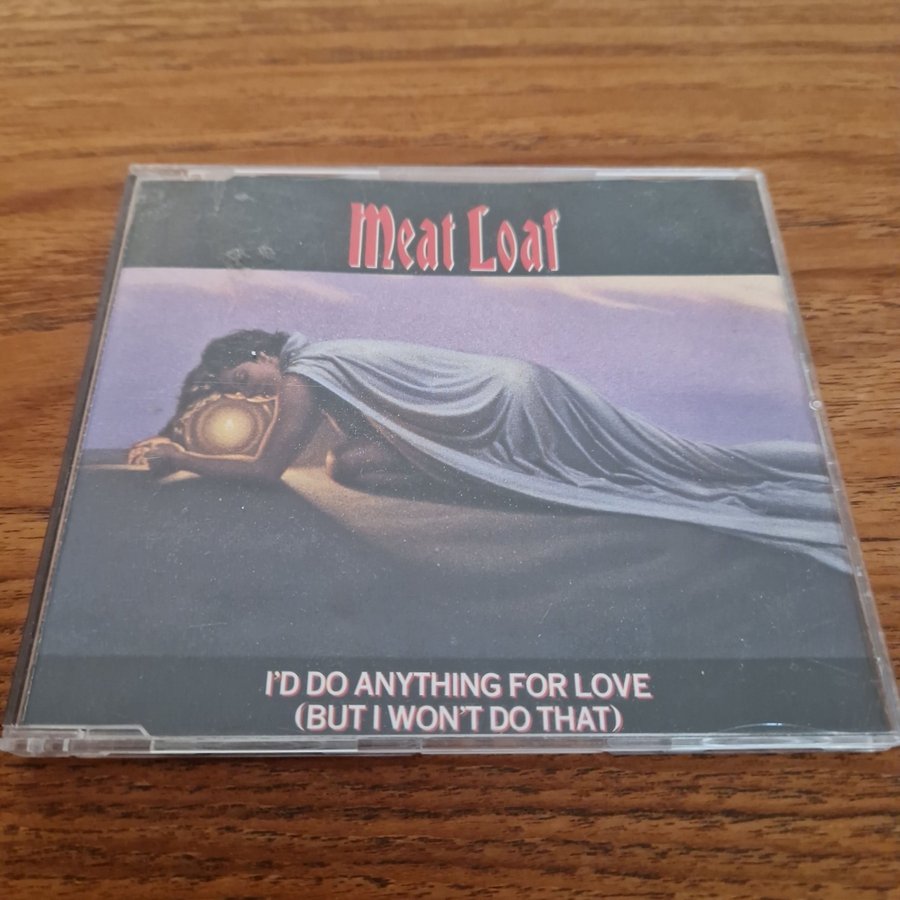 Meat Loaf
I'D DO ANYTHING FOR LOVE
(BUT I WON'T DO THAT)